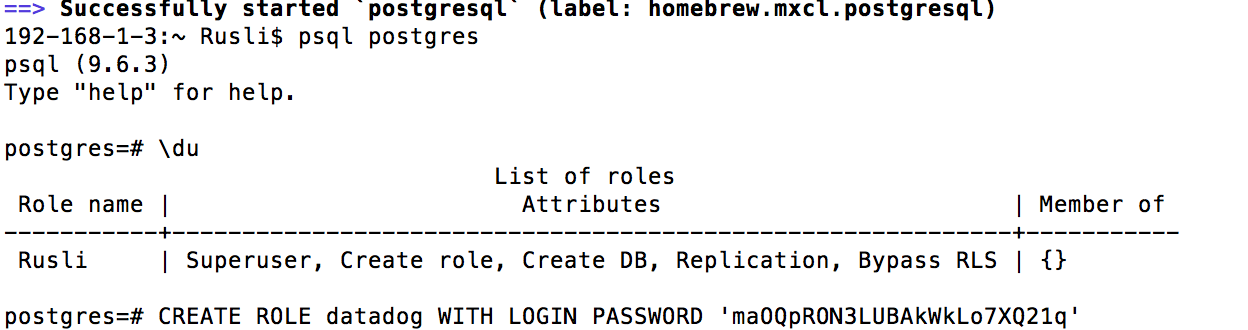 ==> Successfully started `postgresql` (label: homebrew.mxcl.postgresql)
192-168-1-3:~ Rusli$ psql postgres
psql (9.6.3)
Type "help" for help.
postgres=# \du
List of roles
Role name | Attributes | Member of
-----------+------------------------------------------------------------+-----------
Rusli | Superuser, Create role, Create DB, Replication, Bypass RLS | {}
postgres=# CREATE ROLE datadog WITH LOGIN PASSWORD 'maOQpRON3LUBAkWkLo7XQ21q'